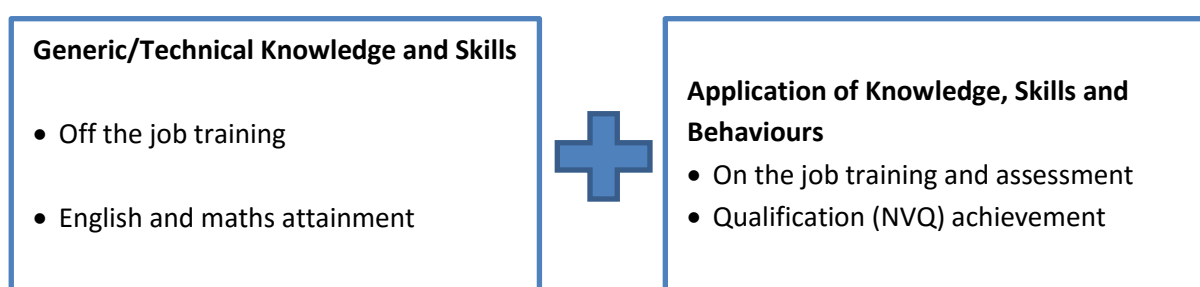 Generic/Technical Knowledge and Skills
• Off the job training
• English and maths attainment
Application of Knowledge, Skills and
Behaviours
• On the job training and assessment
• Qualification (NVQ) achievement